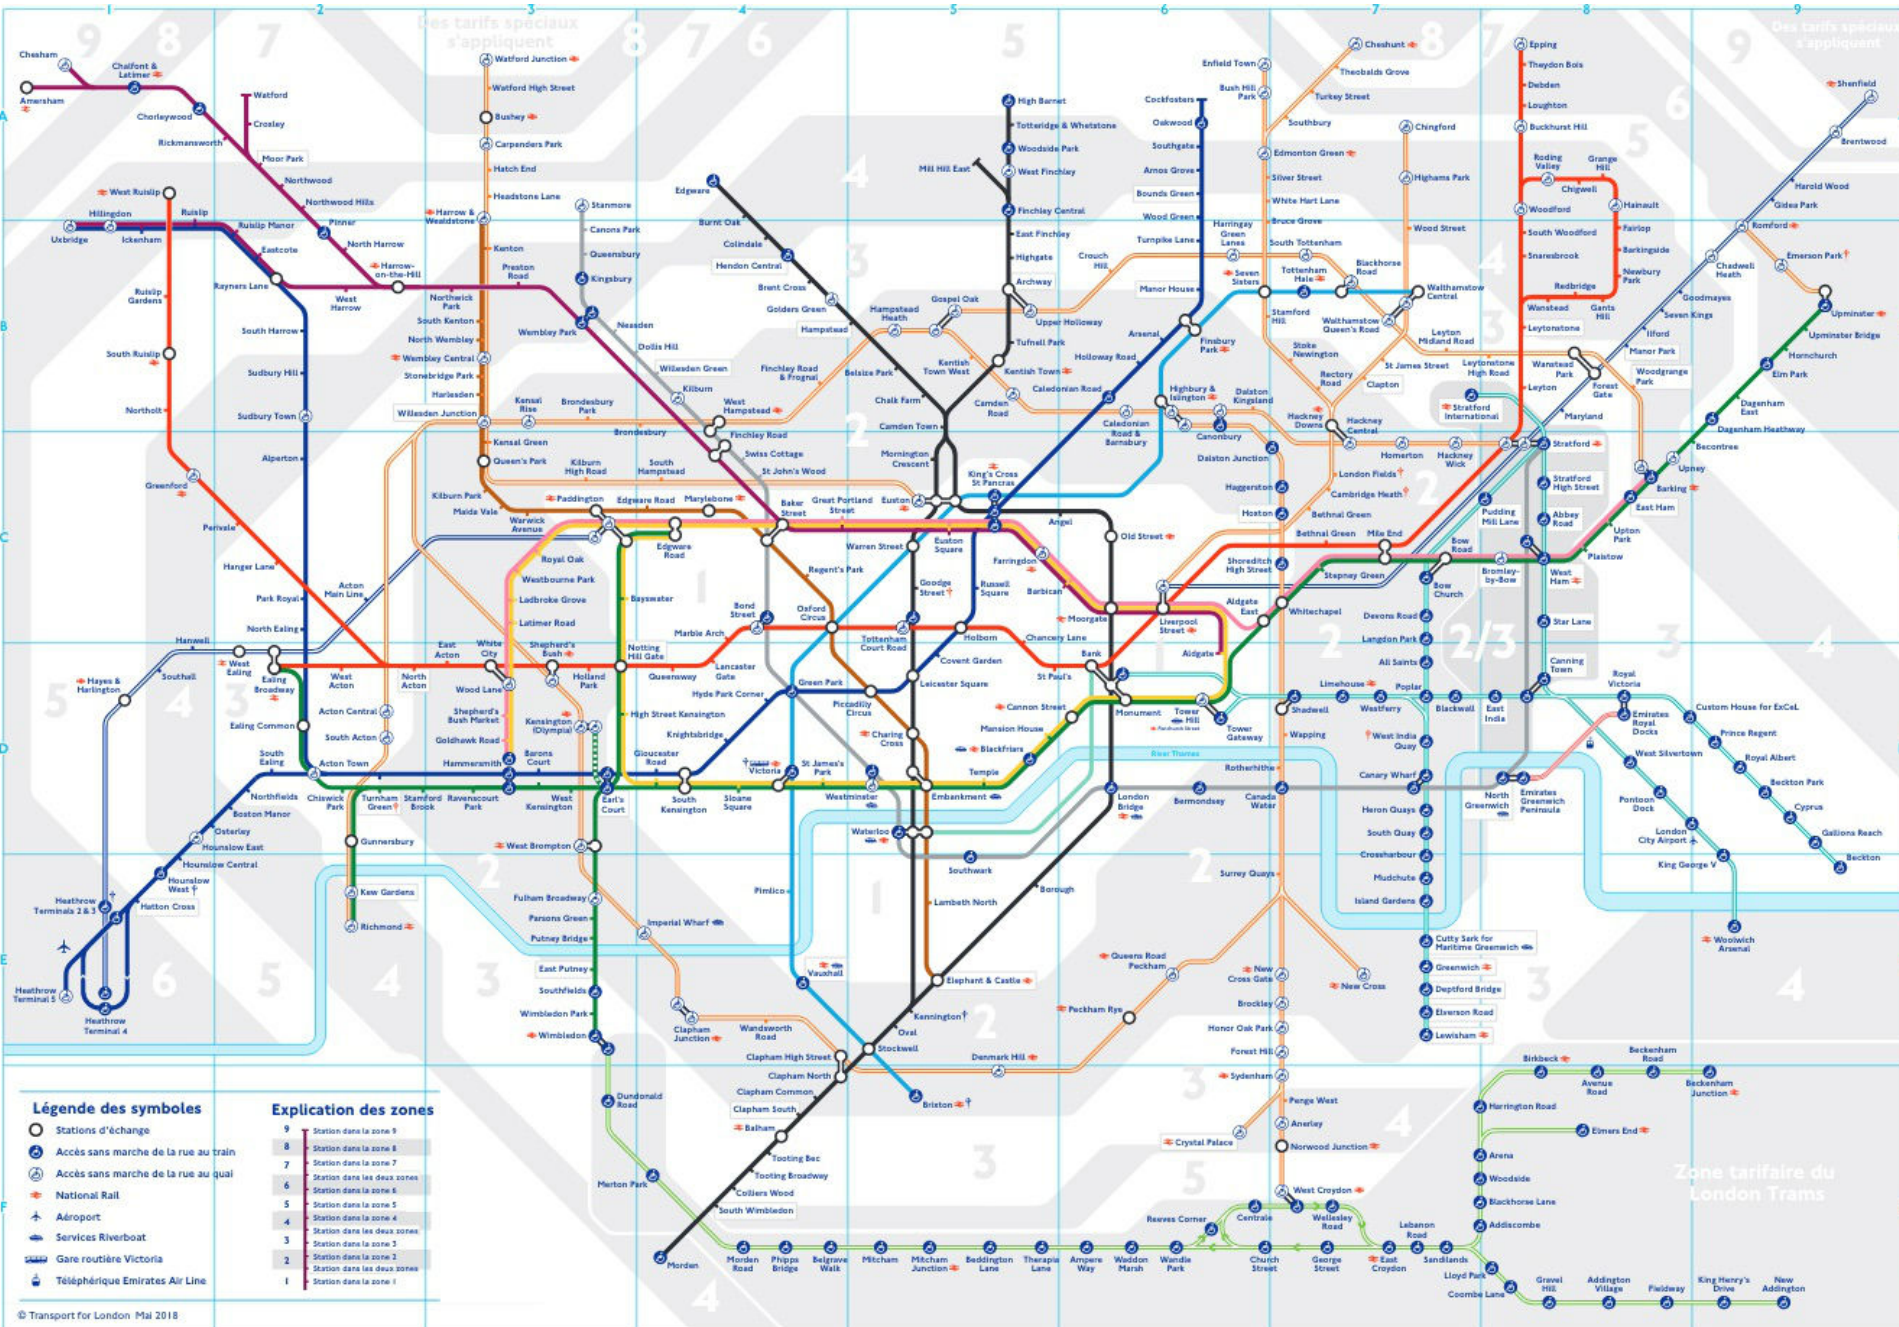 1
2
3
4
5
6
7
8
9
Des tarifs spéciaux
s'appliquent
Des tarifs spéciaux
s'appliquent
9
8
7
8
7
6
5
8
7
9
6
5
4
Chesham
Chalfont &
Latimer
Amersham
Chorleywood
Rickmansworth
Watford
Croxley
Moor Park
Northwood
Northwood Hills
Pinner
North Harrow
Harrow-
on-the-Hill
West Ruislip
Hillingdon
Uxbridge
Ickenham
Ruislip
Ruislip Manor
Eastcote
Rayners Lane
West
Harrow
Northwick
Park
Preston
Road
Wembley Park
Ruislip
Gardens
South Ruislip
Northolt
Greenford
Perivale
Hanger Lane
South Harrow
Sudbury Hill
Sudbury Town
Alperton
Park Royal
North Ealing
Watford Junction
Watford High Street
Bushey
Carpenders Park
Hatch End
Headstone Lane
Harrow &
Wealdstone
Kenton
South Kenton
North Wembley
Wembley Central
Stonebridge Park
Harlesden
Willesden Junction
Kensal Green
Queen's Park
Kilburn Park
Maida Vale
Warwick
Avenue
Stanmore
Canons Park
Queensbury
Kingsbury
Neasden
Dollis Hill
Willesden Green
Kilburn
West
Hampstead
Finchley Road
Swiss Cottage
St John's Wood
Kensal
Rise
Brondesbury
Park
Brondesbury
Kilburn
High Road
South
Hampstead
Edgware
Burnt Oak
Colindale
Hendon Central
Brent Cross
Golders Green
Hampstead
Belsize Park
Chalk Farm
Camden Town
Mornington
Crescent
Euston
Finchley Road
& Frognal
Hampstead
Heath
Gospel Oak
Upper Holloway
Crouch
Hill
Kentish
Town West
Camden
Road
Caledonian
Road &
Barnsbury
High Barnet
Totteridge & Whetstone
Woodside Park
West Finchley
Mill Hill East
Finchley Central
East Finchley
Highgate
Archway
Tufnell Park
Kentish Town
Cockfosters
Oakwood
Southgate
Arnos Grove
Bounds Green
Wood Green
Turnpike Lane
Manor House
Arsenal
Finsbury
Park
Holloway Road
Caledonian Road
Highbury &
Islington
Canonbury
Dalston
Kingsland
Dalston Junction
Haggerston
Hoxton
Shoreditch
High Street
Enfield Town
Bush Hill
Park
Edmonton Green
Silver Street
White Hart Lane
Bruce Grove
Harringay
Green
Lanes
South Tottenham
Seven
Sisters
Tottenham
Hale
Blackhorse
Road
Walthamstow
Central
Walthamstow
Queen's Road
Stamford
Hill
Stoke
Newington
Rectory
Road
Clapton
St James Street
Hackney
Downs
Hackney
Central
London Fields
Cambridge Heath
Bethnal Green
Homerton
Hackney
Wick
Cheshunt
Theobalds Grove
Turkey Street
Southbury
Chingford
Highams Park
Wood Street
Leyton
Midland Road
Leytonstone
High Road
Wanstead
Park
Woodgrange
Park
Epping
Theydon Bois
Debden
Loughton
Buckhurst Hill
Roding
Valley
Chigwell
Grange
Hill
Hainault
Fairlop
Barkingside
Newbury
Park
Gants
Hill
Redbridge
Wanstead
Woodford
South Woodford
Snaresbrook
Leytonstone
Leyton
Shenfield
Brentwood
Harold Wood
Gidea Park
Romford
Emerson Park
Chadwell
Heath
Goodmayes
Seven Kings
Ilford
Manor Park
Forest
Gate
Maryland
Upminster
Upminster Bridge
Hornchurch
Elm Park
Dagenham
East
Dagenham Heathway
Becontree
Upney
Barking
East Ham
Upton
Park
Plaistow
West
Ham
Bromley-
by-Bow
Bow
Road
Bow
Church
Mile End
Bethnal Green
Stepney Green
Stratford
International
Stratford
Stratford
High Street
Abbey
Road
Pudding
Mill Lane
Star Lane
Canning
Town
Devons Road
Langdon Park
All Saints
Poplar
Limehouse
Westferry
Blackwall
East
India
Royal
Victoria
Custom House for ExCeL
Prince Regent
Royal Albert
Beckton Park
Cyprus
Gallions Reach
Beckton
Emirates
Royal
Docks
West Silvertown
Pontoon
Dock
London
City Airport
King George V
Woolwich
Arsenal
North
Greenwich
Emirates
Greenwich
Peninsula
West India
Quay
Canary Wharf
Heron Quays
South Quay
Crossharbour
Mudchute
Island Gardens
Cutty Sark for
Maritime Greenwich
Greenwich
Deptford Bridge
Elverson Road
Lewisham
Paddington
Edgware Road
Marylebone
Baker
Street
Great Portland
Street
Edgware
Road
Euston
Square
King's Cross
St Pancras
Angel
Old Street
Farringdon
Barbican
Moorgate
Liverpool
Street
Aldgate
East
Aldgate
Whitechapel
Royal Oak
Westbourne Park
Ladbroke Grove
Latimer Road
Bayswater
Regent's Park
Warren Street
Goodge
Street
Russell
Square
Bond
Street
Oxford
Circus
Marble Arch
Lancaster
Gate
Queensway
Notting
Hill Gate
Holland
Park
Shepherd's
Bush
White
City
Wood Lane
East
Acton
North
Acton
West
Acton
Ealing
Broadway
West
Ealing
Hanwell
Southall
Hayes &
Harlington
Acton
Main Line
Tottenham
Court Road
Holborn
Chancery Lane
St Paul's
Bank
Covent Garden
Leicester Square
Green Park
Hyde Park Corner
Knightsbridge
Piccadilly
Circus
Charing
Cross
Cannon Street
Mansion House
Monument
Tower
Hill
Fenchurch Street
Tower
Gateway
Shadwell
Wapping
Rotherhithe
Canada
Water
Bermondsey
London
Bridge
Blackfriars
Temple
Embankment
Westminster
St James's
Park
Victoria
Sloane
Square
South
Kensington
Gloucester
Road
High Street Kensington
Kensington
(Olympia)
Earl's
Court
West
Kensington
Barons
Court
Hammersmith
Goldhawk Road
Shepherd's
Bush Market
Ravenscourt
Park
Stamford
Brook
Turnham
Green
Chiswick
Park
Acton Town
Acton Central
South Acton
Ealing Common
South
Ealing
Northfields
Boston Manor
Osterley
Hounslow East
Hounslow Central
Hounslow
West
Hatton Cross
Heathrow
Terminals 2 & 3
Heathrow
Terminal 5
Heathrow
Terminal 4
Gunnersbury
Kew Gardens
Richmond
River Thames
Waterloo
Southwark
Borough
Lambeth North
Elephant & Castle
Kennington
Oval
Stockwell
Pimlico
Vauxhall
Brixton
West Brompton
Fulham Broadway
Parsons Green
Putney Bridge
East Putney
Southfields
Wimbledon Park
Wimbledon
Imperial Wharf
Clapham
Junction
Wandsworth
Road
Clapham High Street
Clapham North
Clapham Common
Clapham South
Balham
Tooting Bec
Tooting Broadway
Colliers Wood
South Wimbledon
Morden
Denmark Hill
Peckham Rye
Queens Road
Peckham
Surrey Quays
New
Cross Gate
New Cross
Brockley
Honor Oak Park
Forest Hill
Sydenham
Penge West
Anerley
Crystal Palace
Norwood Junction
West Croydon
Dundonald
Road
Merton Park
Morden
Road
Phipps
Bridge
Belgrave
Walk
Mitcham
Mitcham
Junction
Beddington
Lane
Therapia
Lane
Ampere
Way
Waddon
Marsh
Wandle
Park
Reeves Corner
Centrale
Wellesley
Road
Church
Street
George
Street
East
Croydon
Lebanon
Road
Sandilands
Lloyd Park
Coombe Lane
Gravel
Hill
Addington
Village
Fieldway
King Henry's
Drive
New
Addington
Addiscombe
Blackhorse Lane
Woodside
Arena
Elmers End
Harrington Road
Birkbeck
Avenue
Road
Beckenham
Road
Beckenham
Junction
Zone tarifaire du
London Trams
Légende des symboles
Stations d'échange
Accès sans marche de la rue au train
Accès sans marche de la rue au quai
National Rail
Aéroport
Services Riverboat
Gare routière Victoria
Téléphérique Emirates Air Line
© Transport for London Mai 2018
Explication des zones
9 Station dans la zone 9
8 Station dans la zone 8
7 Station dans la zone 7
Station dans les deux zones
6 Station dans la zone 6
5 Station dans la zone 5
4 Station dans la zone 4
Station dans les deux zones
3 Station dans la zone 3
2 Station dans la zone 2
Station dans les deux zones
1 Station dans la zone 1